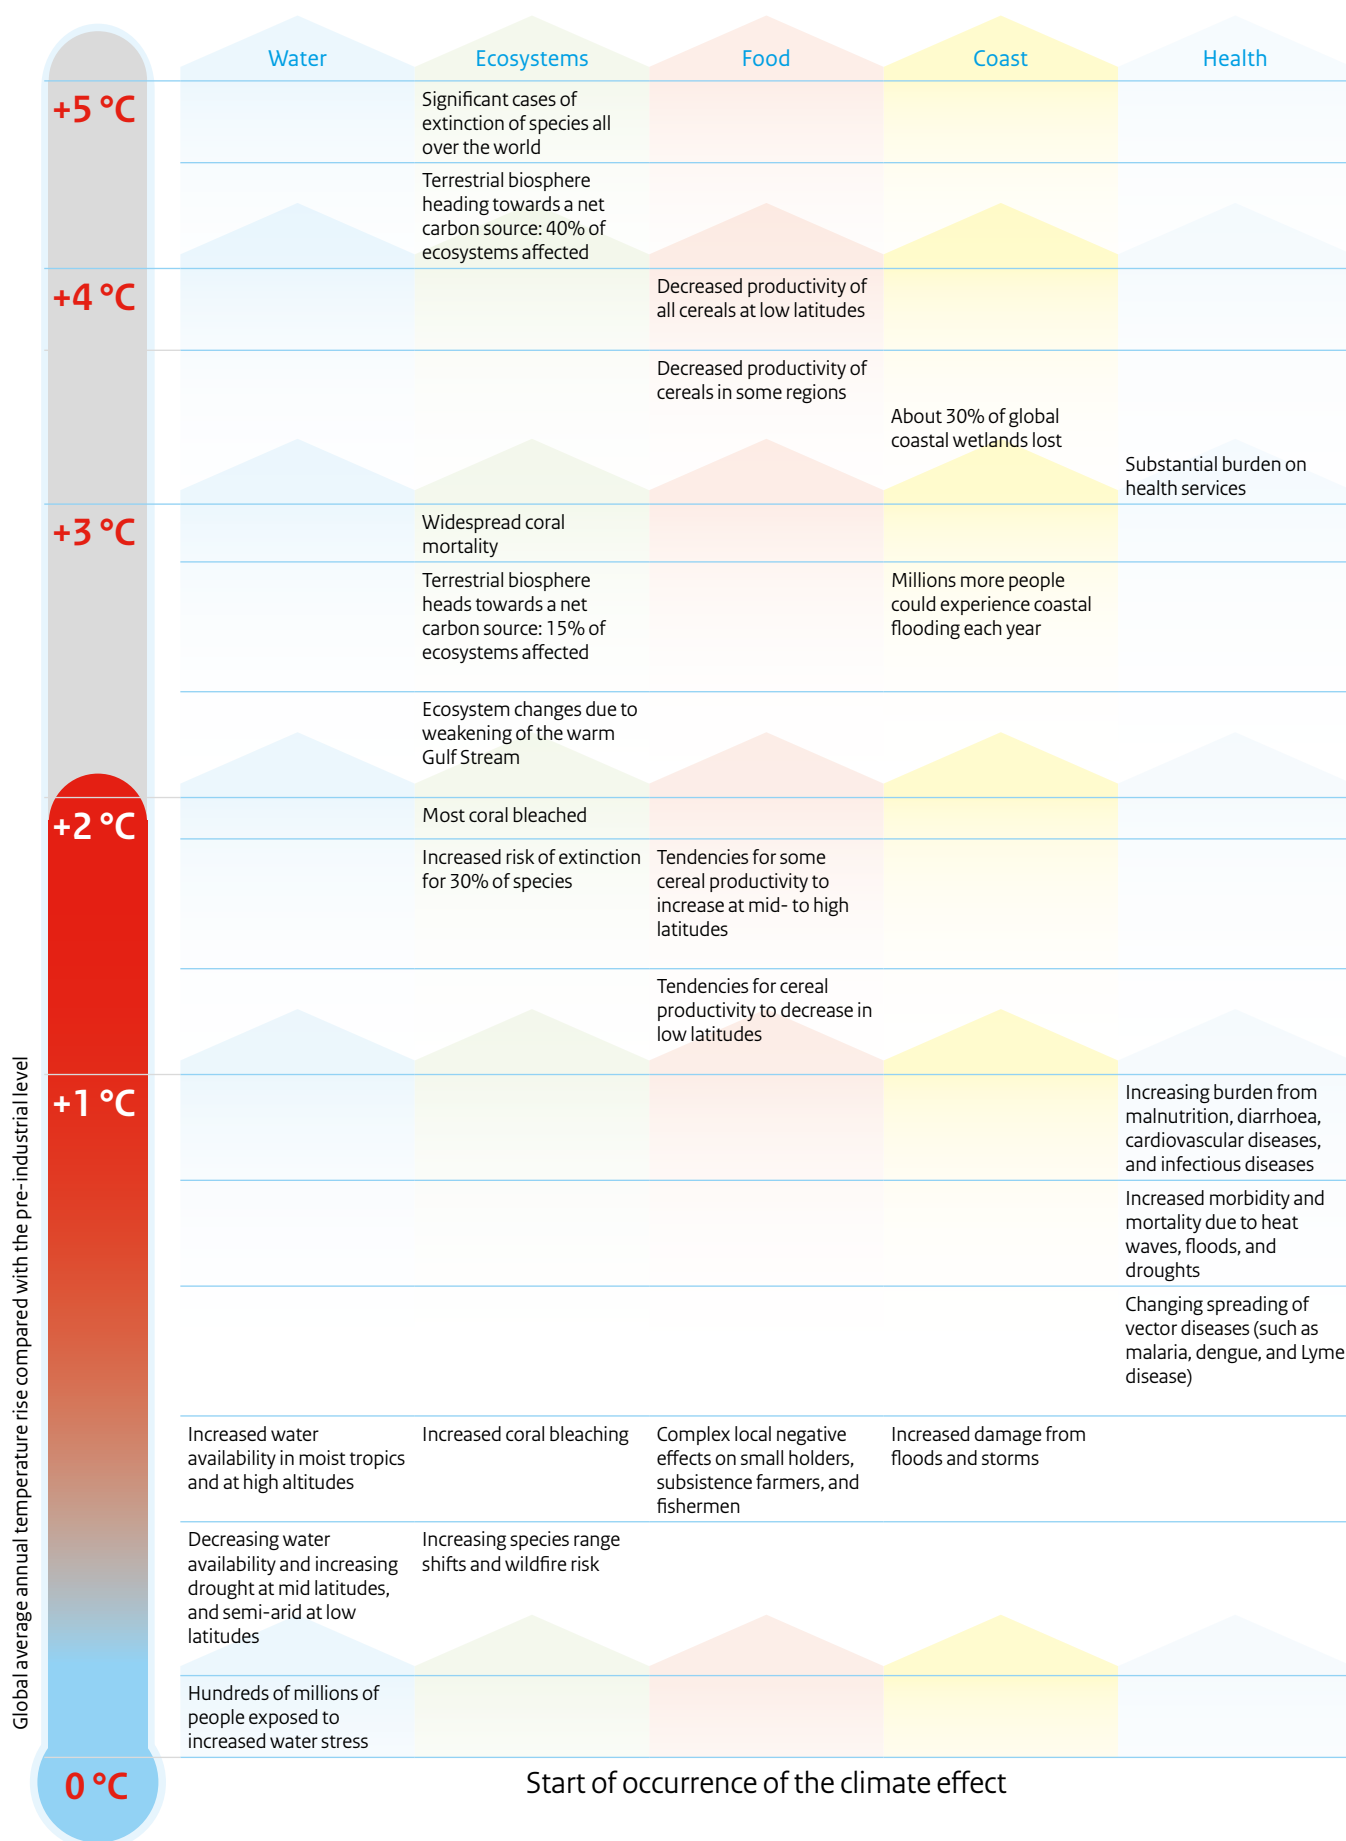 Water
Ecosystems
Food
Coast
Health
+5 °C
Significant cases of
extinction of species all
over the world
Terrestrial biosphere
heading towards a net
carbon source: 40% of
ecosystems affected
+4 °C
Decreased productivity of
all cereals at low latitudes
Decreased productivity of
cereals in some regions
About 30% of global
coastal wetlands lost
Substantial burden on
health services
+3 °C
Widespread coral
mortality
Terrestrial biosphere
heads towards a net
carbon source: 15% of
ecosystems affected
Millions more people
could experience coastal
flooding each year
Ecosystem changes due to
weakening of the warm
Gulf Stream
+2 °C
Most coral bleached
Increased risk of extinction
for 30% of species
Tendencies for some
cereal productivity to
increase at mid- to high
latitudes
Tendencies for cereal
productivity to decrease in
low latitudes
+1 °C
Increasing burden from
malnutrition, diarrhoea,
cardiovascular diseases,
and infectious diseases
Increased morbidity and
mortality due to heat
waves, floods, and
droughts
Changing spreading of
vector diseases (such as
malaria, dengue, and Lyme
disease)
Increased water
availability in moist tropics
and at high altitudes
Increased coral bleaching
Complex local negative
effects on small holders,
subsistence farmers, and
fishermen
Increased damage from
floods and storms
Decreasing water
availability and increasing
drought at mid latitudes,
and semi-arid at low
latitudes
Increasing species range
shifts and wildfire risk
Hundreds of millions of
people exposed to
increased water stress
0 °C
Start of occurrence of the climate effect
Global average annual temperature rise compared with the pre-industrial level